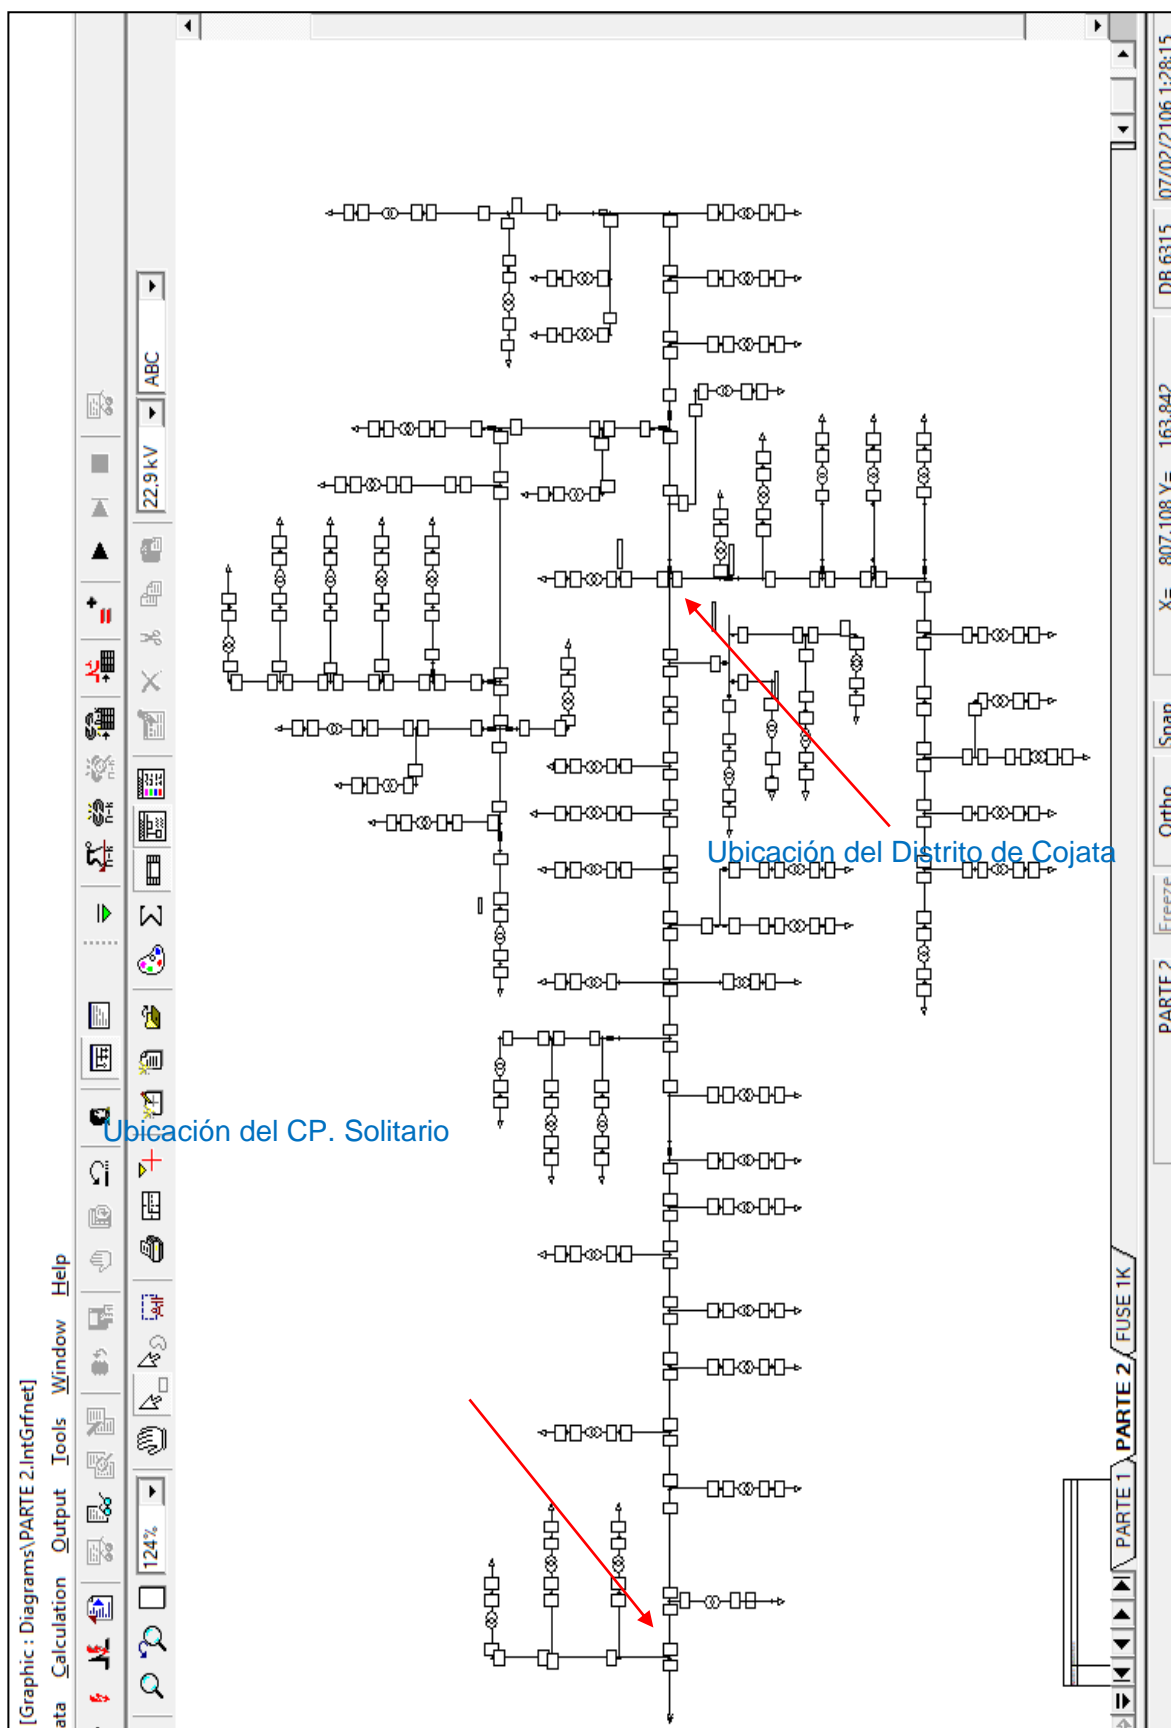 [Graphic : Diagrams\PARTE 2.IntGrfnet]
ata Calculation Output Tools Window Help
124%
22.9 kV
ABC
Ubicación del CP. Solitario
Ubicación del Distrito de Cojata
PARTE 1
PARTE 2
FUSE 1K
PARTE 2
Freeze
Ortho
Snap
X= 807.108 Y= 163.842
DB 6315
07/02/2106 1:28:15